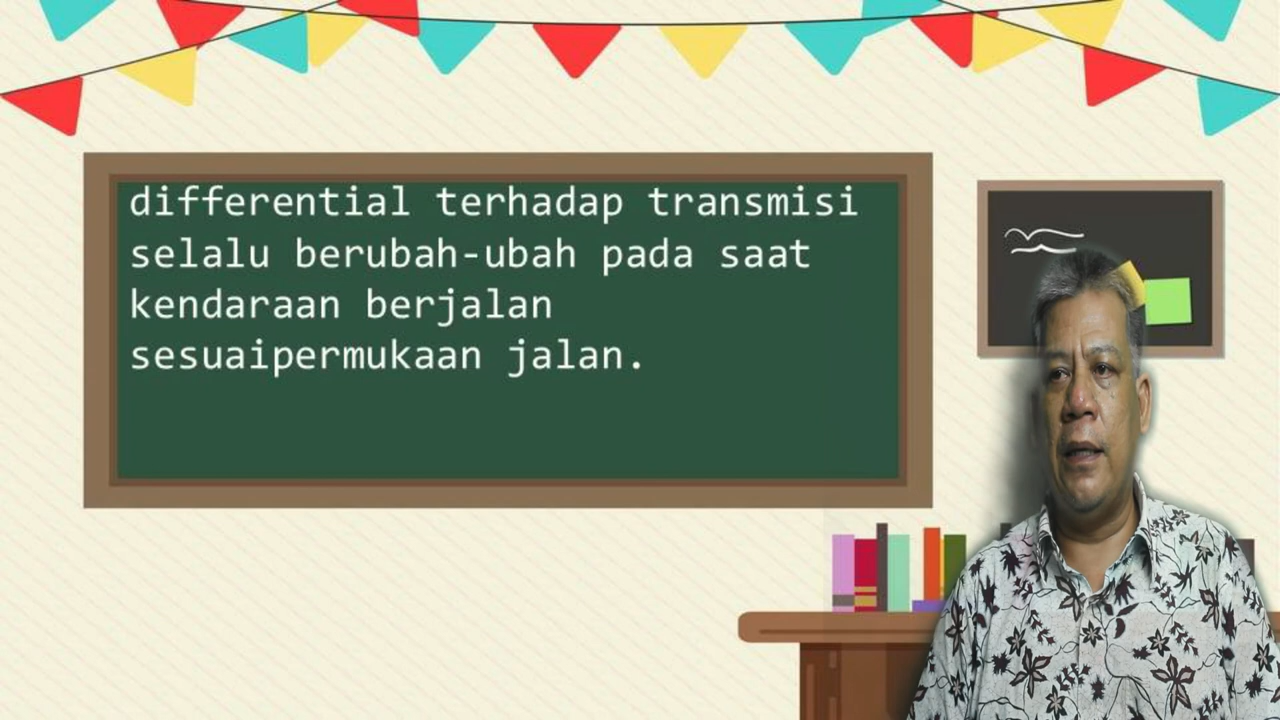 differential terhadap transmisi
selalu berubah-ubah pada saat
kendaraan berjalan
sesuaipermukaan jalan.